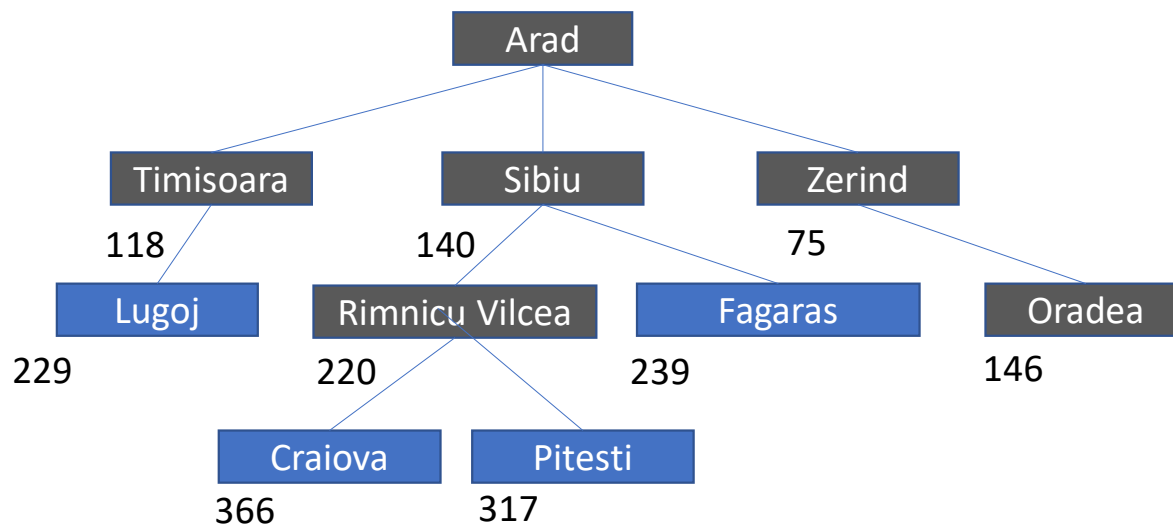 Arad
Timisoara
Sibiu
Zerind
118
140
75
Lugoj
Rimnicu Vilcea
Fagaras
Oradea
229
220
239
146
Craiova
Pitesti
366
317